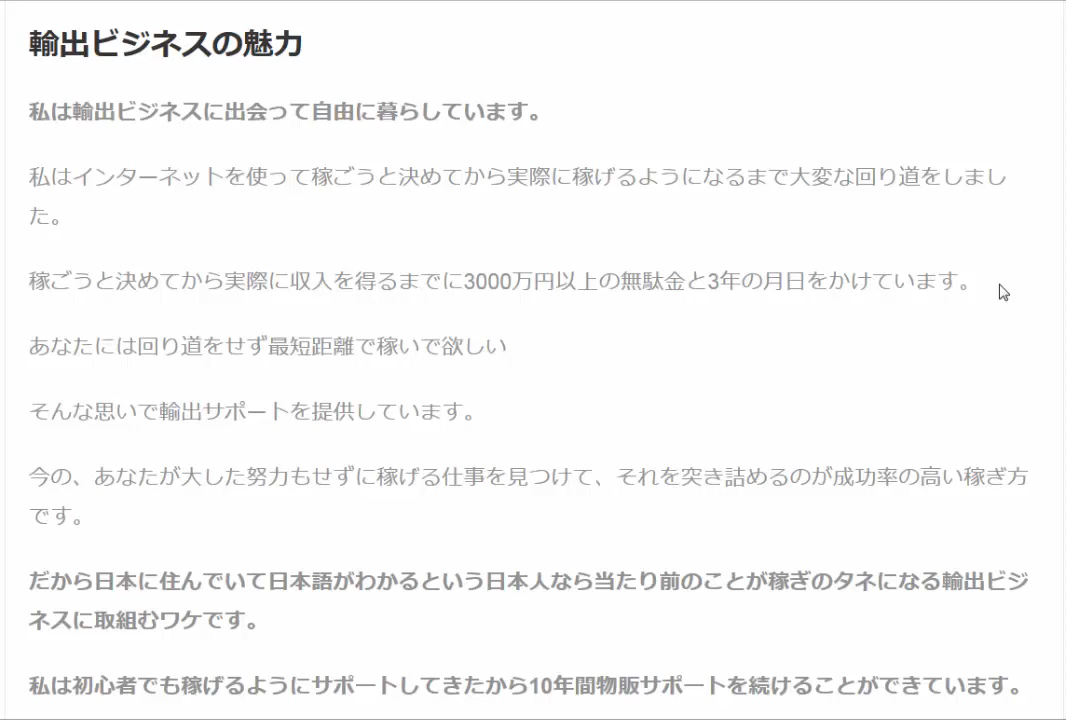 輸出ビジネスの魅力
私は輸出ビジネスに出会って自由に暮らしています。
私はインターネットを使って稼ごうと決めてから実際に稼げるようになるまで大変な回り道をしまし
た。
稼ごうと決めてから実際に収入を得るまでに3000万円以上の無駄金と3年の月日をかけています。
あなたには回り道をせず最短距離で稼いで欲しい
そんな思いで輸出サポートを提供しています。
今の、あなたが大した努力もせずに稼げる仕事を見つけて、それを突き詰めるのが成功率の高い稼ぎ方
です。
だから日本に住んでいて日本語がわかるという日本人なら当たり前のことが稼ぎのタネになる輸出ビジ
ネスに取組むワケです。
私は初心者でも稼げるようにサポートしてきたから10年間物販サポートを続けることができています。